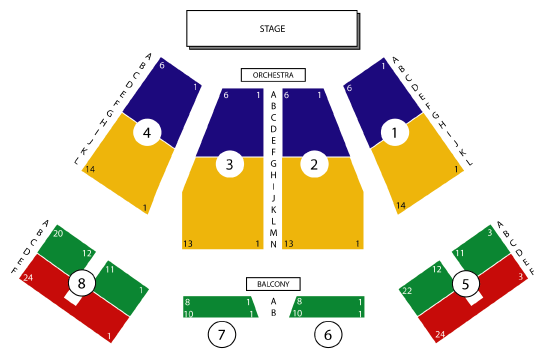 STAGE
ORCHESTRA
A B C D E F G H I J K L
6 1
4
14 1
6 1
3
13 1
A B C D E F G H I J K L M N
6 1
2
13 1
6 1
1
14 1
A B C D E F G H I J K L
BALCONY
A B C D E F
20 12 11 1
8
24 1
8 1
10 1
7
A
B
8 1
10 1
6
22 12 11 3
5
24 3
A B C D E F